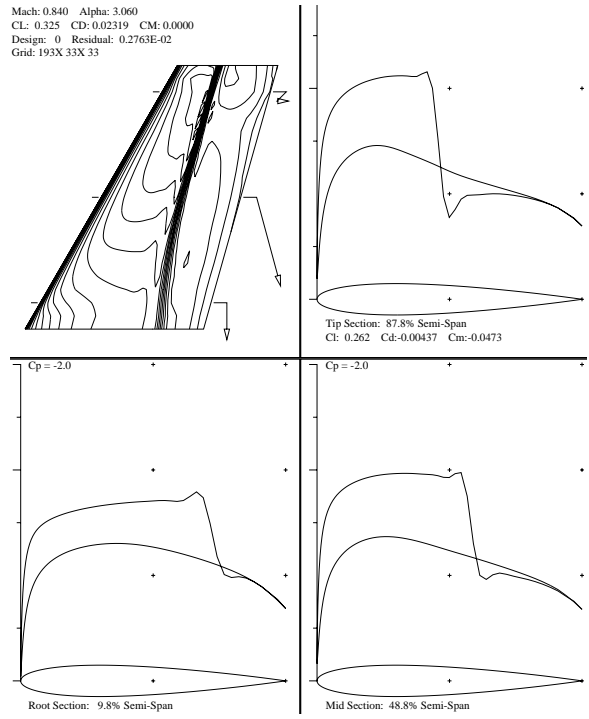 Mach: 0.840 Alpha: 3.060
CL: 0.325 CD: 0.02319 CM: 0.0000
Design: 0 Residual: 0.2763E-02
Grid: 193X 33X 33
Tip Section: 87.8% Semi-Span
Cl: 0.262 Cd:-0.00437 Cm:-0.0473
Cp = -2.0
Root Section: 9.8% Semi-Span
Cp = -2.0
Mid Section: 48.8% Semi-Span